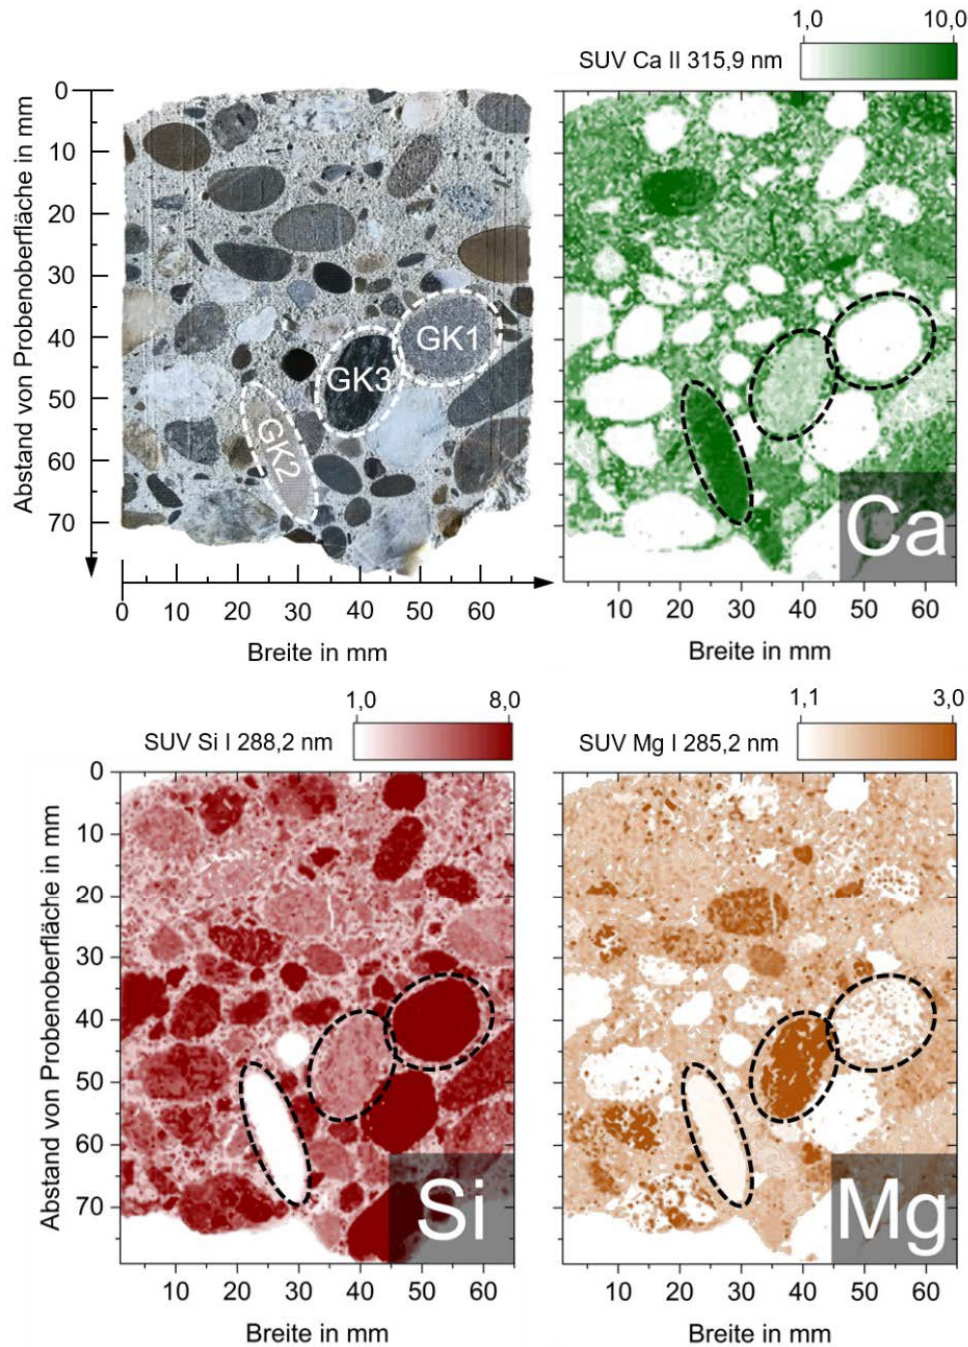 1,0 10,0
SUV Ca II 315,9 nm
Abstand von Probenoberfläche in mm
0
10
20
30
40
50
60
70
GK1
GK3
GK2
Ca
0 10 20 30 40 50 60
Breite in mm
10 20 30 40 50 60
Breite in mm
1,0 8,0
SUV Si I 288,2 nm
1,1 3,0
SUV Mg I 285,2 nm
Abstand von Probenoberfläche in mm
0
10
20
30
40
50
60
70
Si
Mg
10 20 30 40 50 60
Breite in mm
10 20 30 40 50 60
Breite in mm